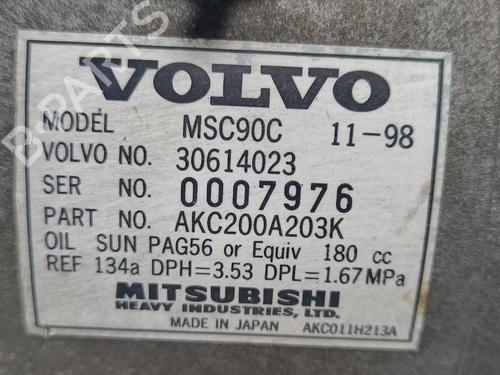 VOLVO
MODEL MSC90C 11-98
VOLVO NO. 30614023
SER NO. 0007976
PART NO. AKC200A203K
OIL SUN PAG56 or Equiv 180 cc
REF 134a DPH=3.53 DPL=1.67MPa
MITSUBISHI
HEAVY INDUSTRIES, LTD.
MADE IN JAPAN AKC011H213A
B-PARTS